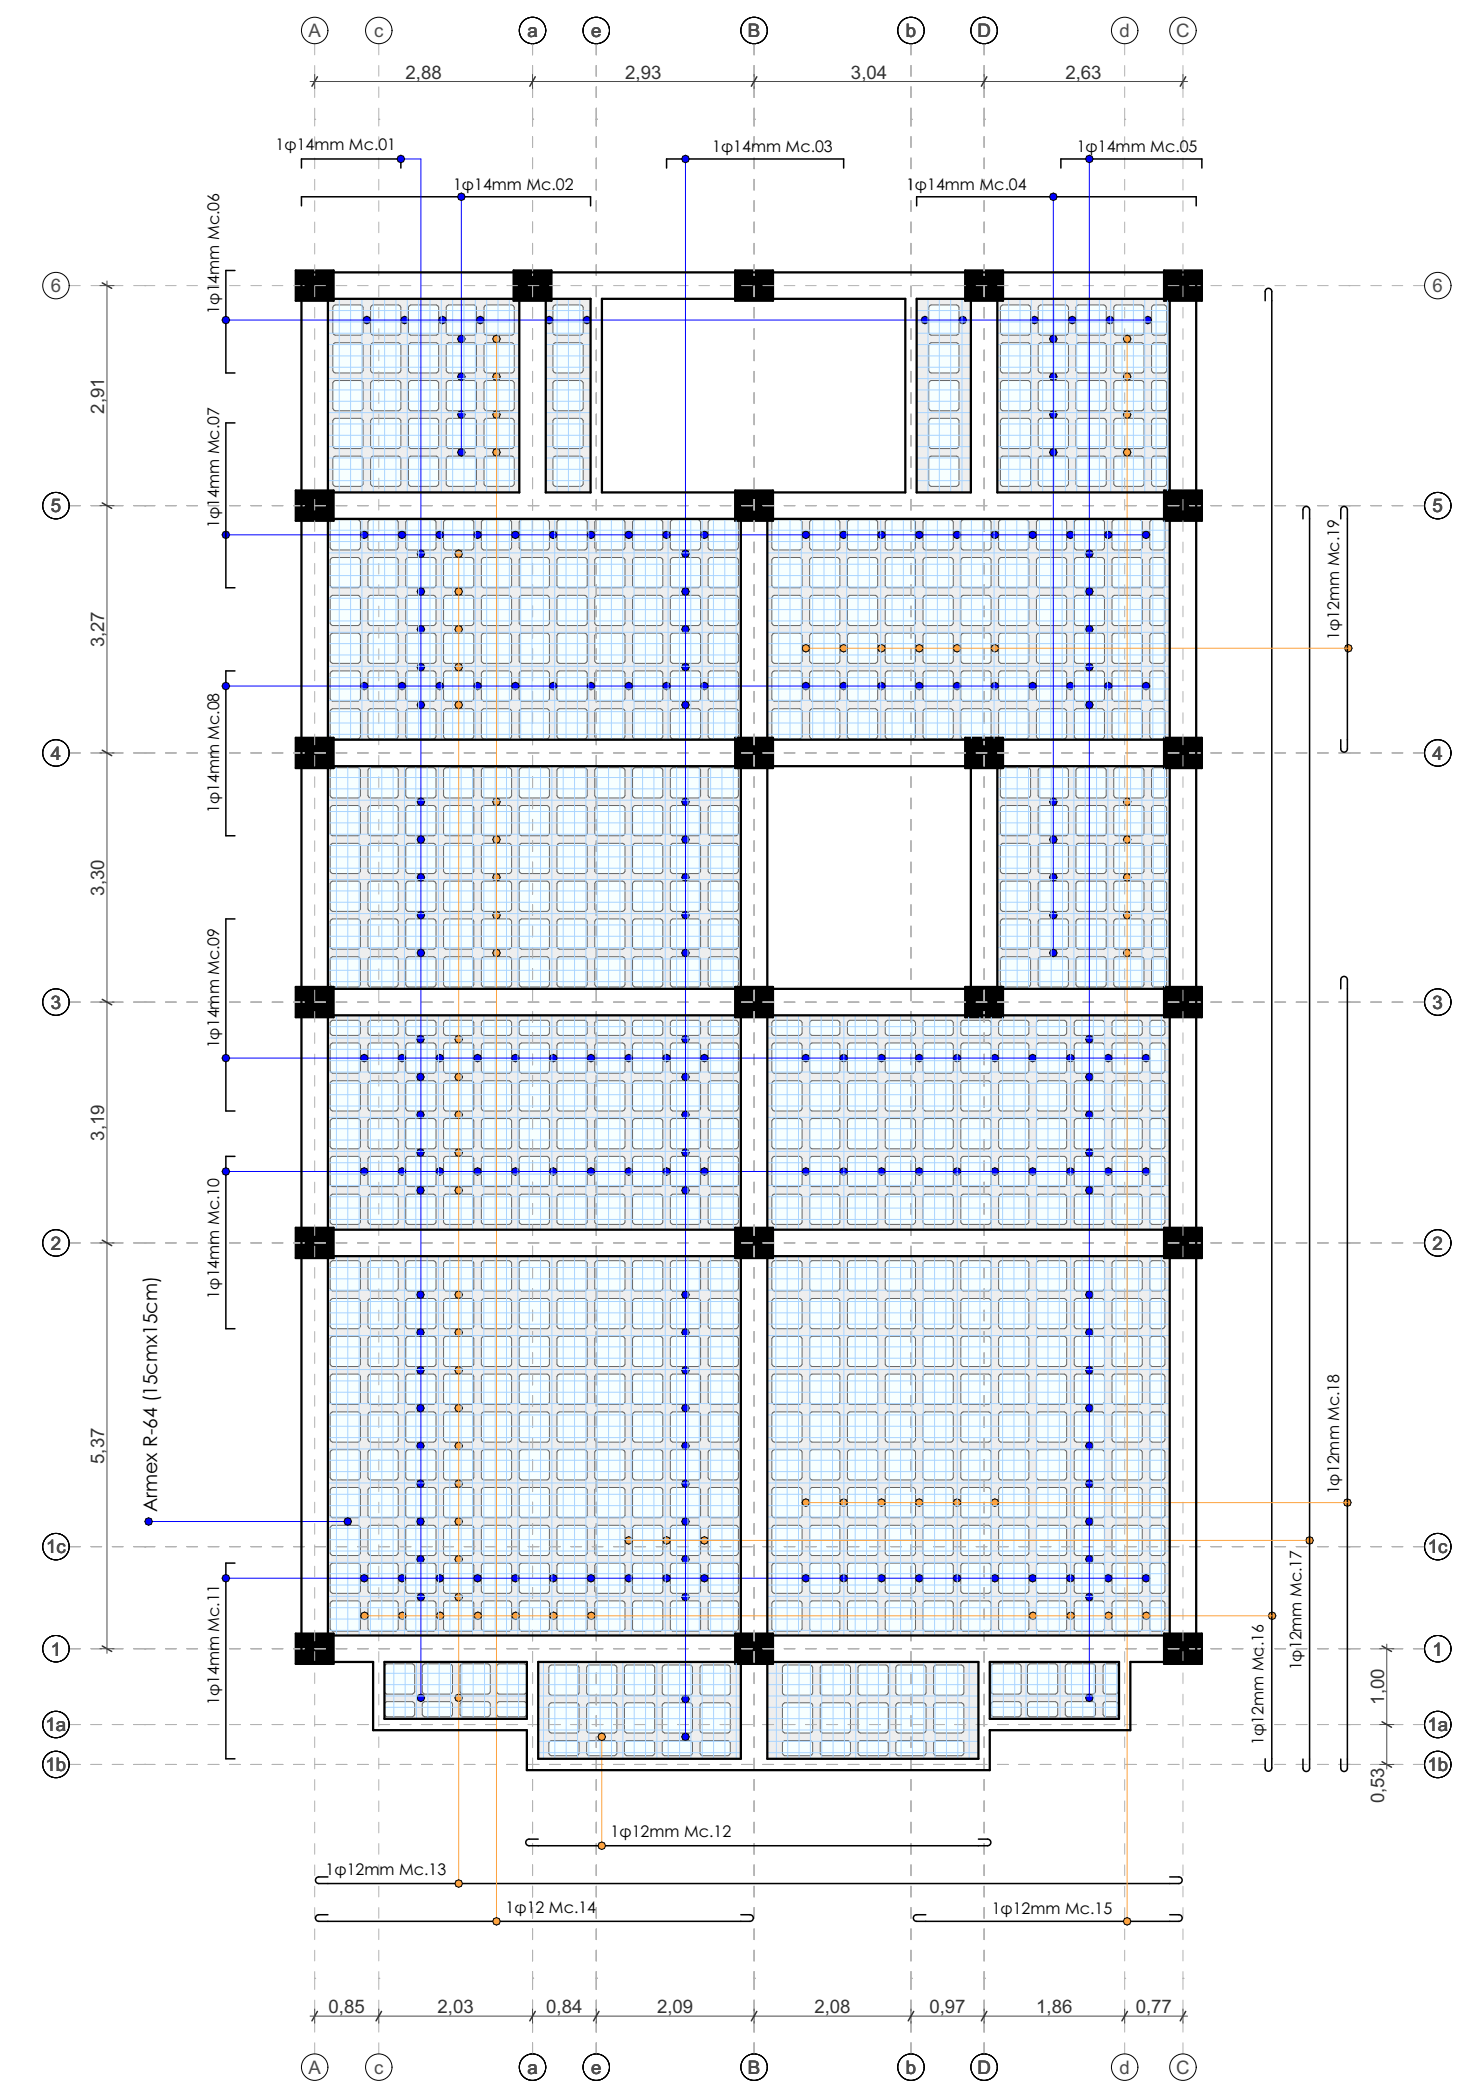 A c a e B b D d C
2,88 2,93 3,04 2,63
1φ14mm Mc.01 1φ14mm Mc.03 1φ14mm Mc.05
1φ14mm Mc.02 1φ14mm Mc.04
1φ14mm Mc.06
6 6
2,91
1φ14mm Mc.07
5 5
1φ12mm Mc.19
3,27
1φ14mm Mc.08
4 4
3,30
1φ14mm Mc.09
3 3
3,19
1φ14mm Mc.10
2 2
Armex R-64 (15cmx15cm)
5,37
1φ12mm Mc.18
1c 1c
1φ12mm Mc.17
1φ14mm Mc.11
1φ12mm Mc.16
1 1
1,00
1a 1a
1b 1b
0,53
1φ12mm Mc.12
1φ12mm Mc.13
1φ12 Mc.14 1φ12mm Mc.15
0,85 2,03 0,84 2,09 2,08 0,97 1,86 0,77
A c a e B b D d C